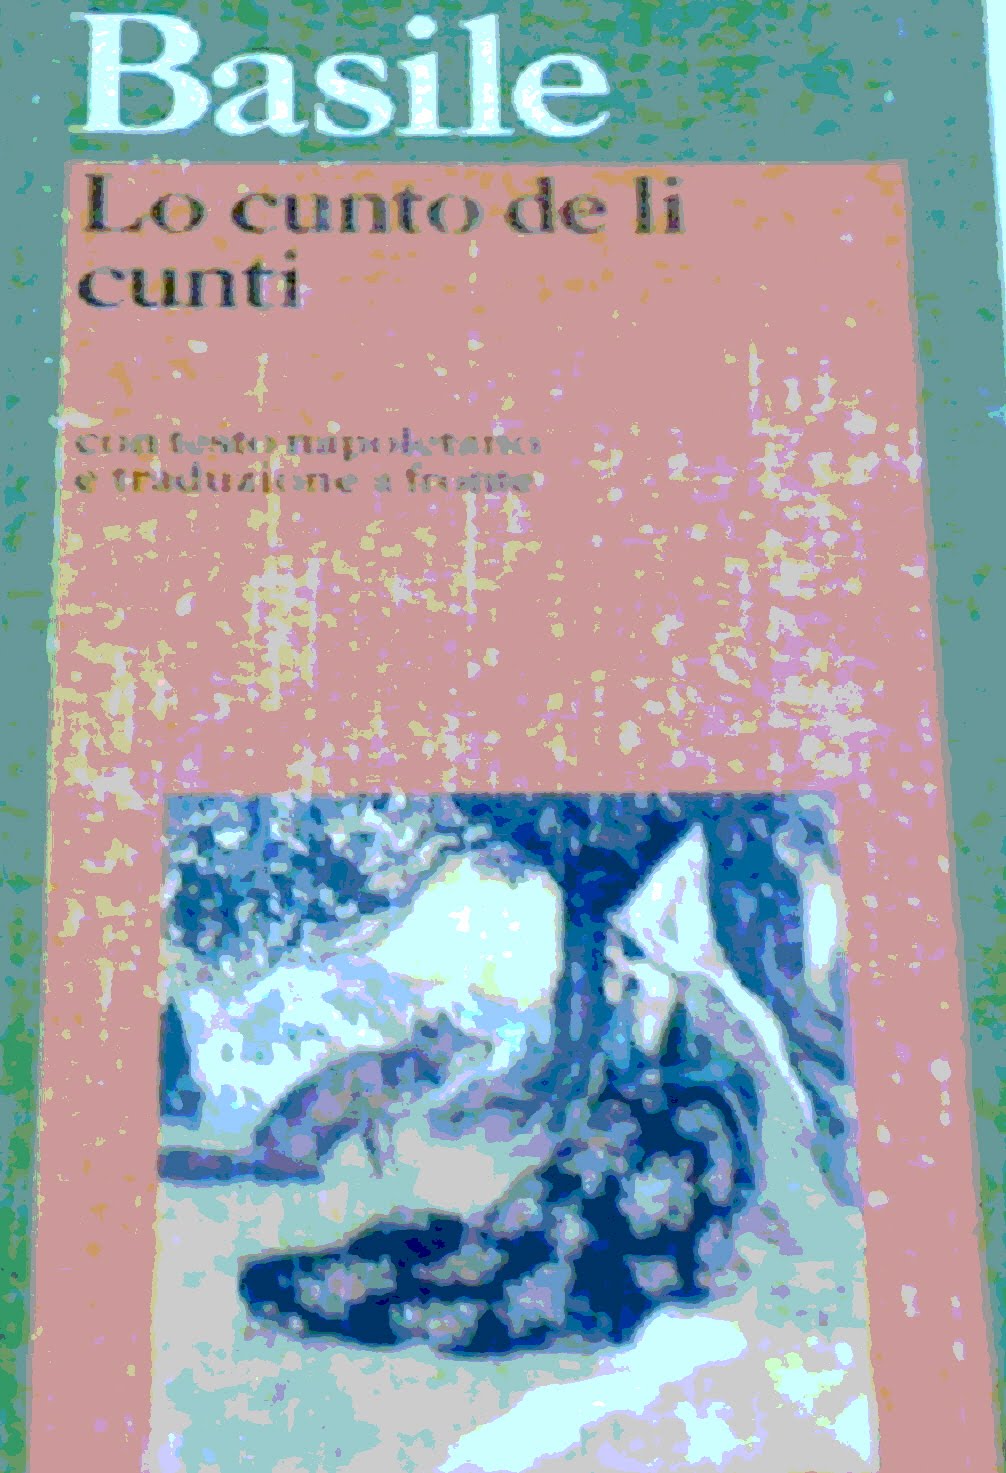 Basile
Lo cunto de li
cunti
con testo napoletano
e traduzione a fronte